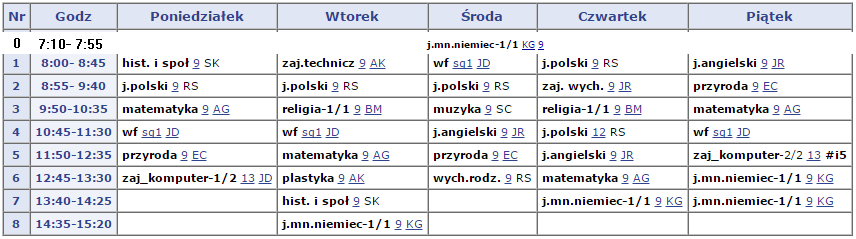 Nr Godz Poniedziałek Wtorek Środa Czwartek Piątek
0 7:10- 7:55 j.mn.niemiec-1/1 KG 9
1 8:00- 8:45 hist. i społ 9 SK zaj.technicz 9 AK wf sg1 JD j.polski 9 RS j.angielski 9 JR
2 8:55- 9:40 j.polski 9 RS j.polski 9 RS j.polski 9 RS zaj. wych. 9 JR przyroda 9 EC
3 9:50-10:35 matematyka 9 AG religia-1/1 9 BM muzyka 9 SC religia-1/1 9 BM matematyka 9 AG
4 10:45-11:30 wf sg1 JD wf sg1 JD j.angielski 9 JR j.polski 12 RS wf sg1 JD
5 11:50-12:35 przyroda 9 EC matematyka 9 AG przyroda 9 EC j.angielski 9 JR zaj_komputer-2/2 13 #i5
6 12:45-13:30 zaj_komputer-1/2 13 JD plastyka 9 AK wych.rodz. 9 RS matematyka 9 AG j.mn.niemiec-1/1 9 KG
7 13:40-14:25 hist. i społ 9 SK j.mn.niemiec-1/1 9 KG j.mn.niemiec-1/1 9 KG
8 14:35-15:20 j.mn.niemiec-1/1 9 KG